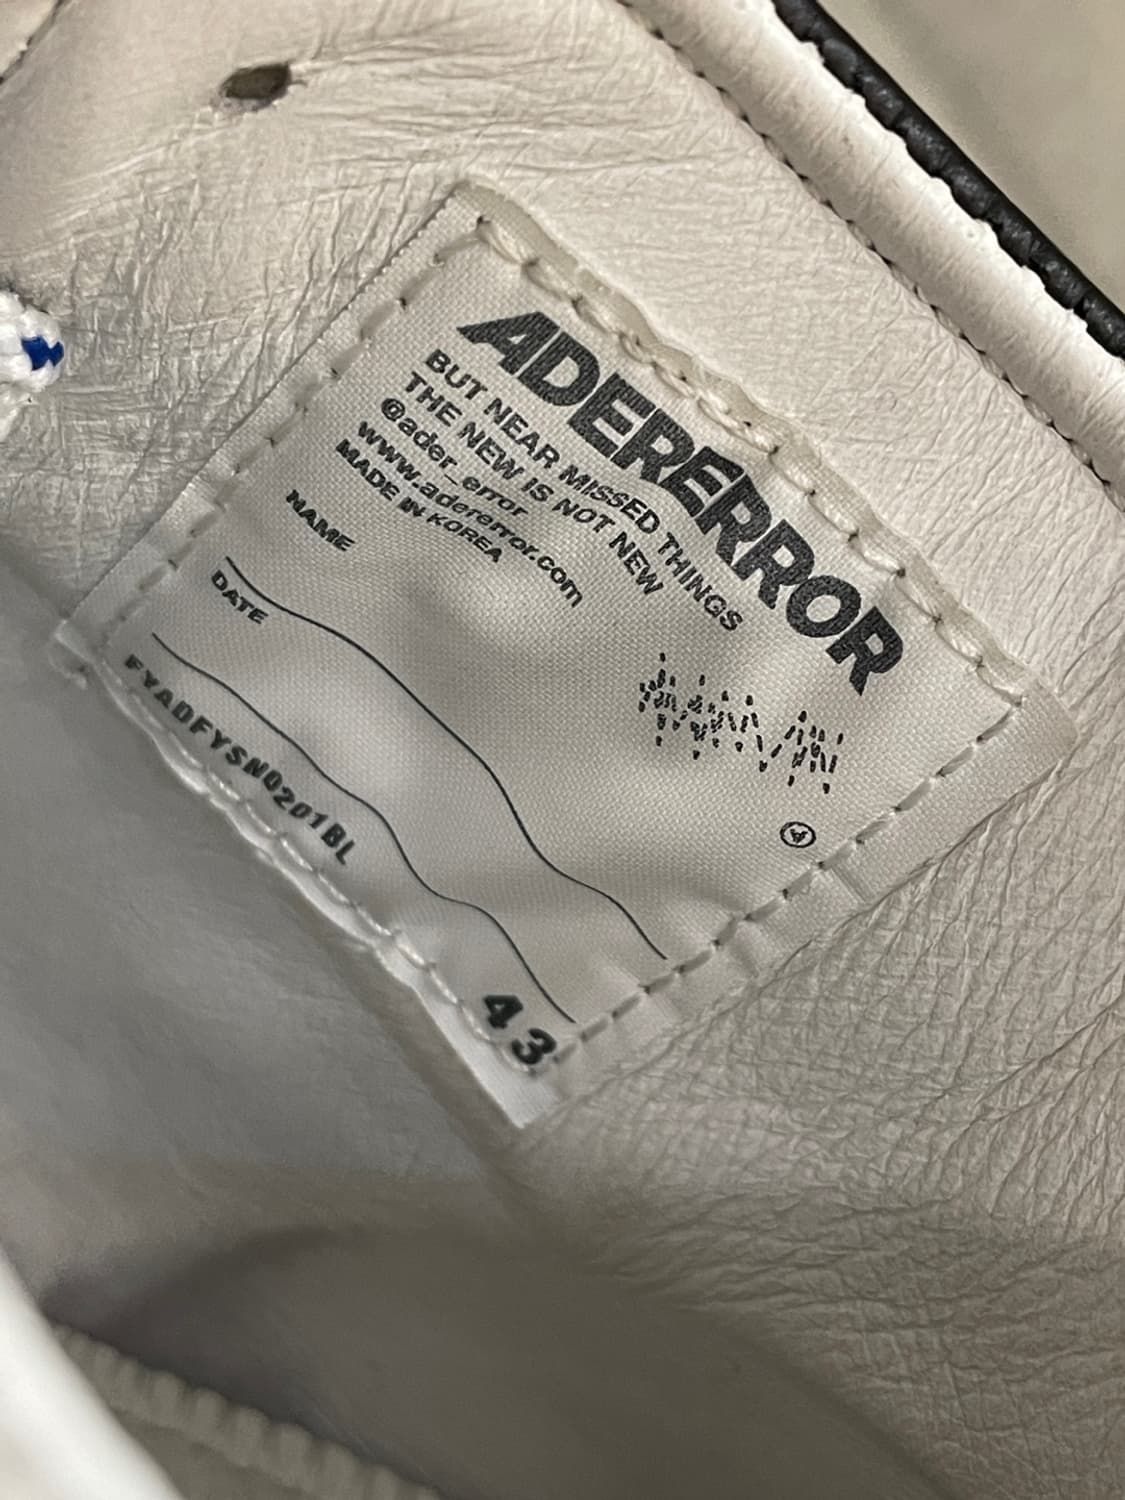 ADERERROR
BUT NEAR MISSED THINGS
THE NEW IS NOT NEW
@ader_error
www.adererror.com
MADE IN KOREA
NAME
DATE
FYADFYSN0201BL
43